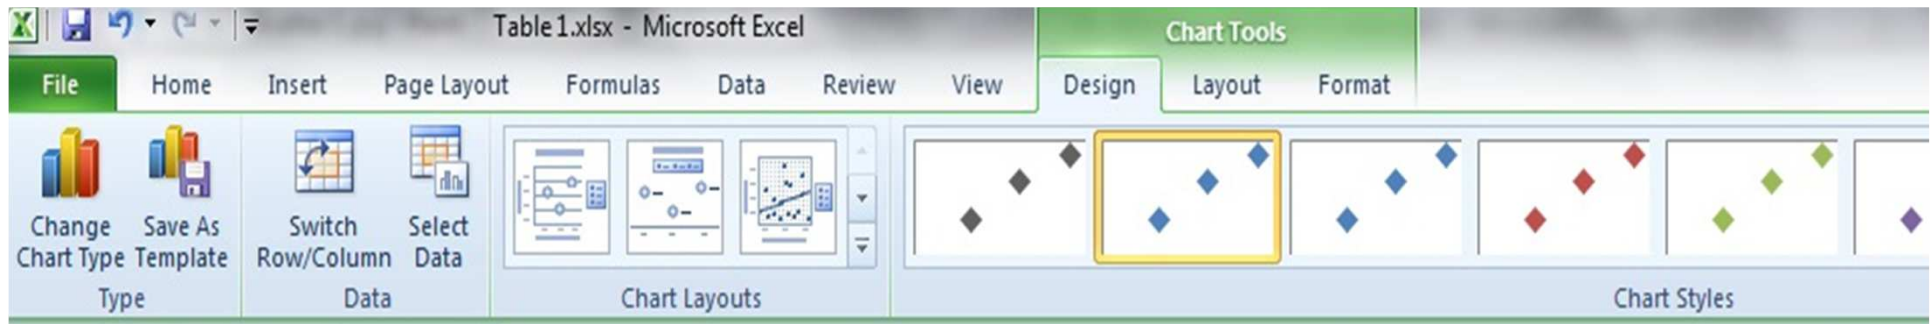 Table 1.xlsx - Microsoft Excel
Chart Tools
File Home Insert Page Layout Formulas Data Review View Design Layout Format
Change Chart Type
Save As Template
Switch Row/Column
Select Data
Type
Data
Chart Layouts
Chart Styles